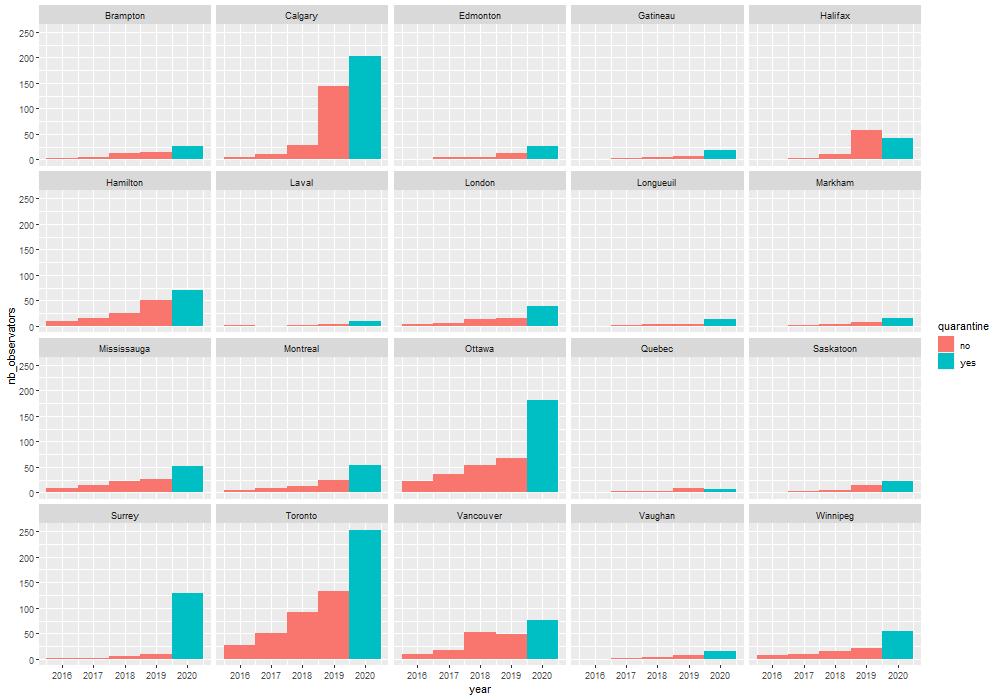 Brampton Calgary Edmonton Gatineau Halifax
250
200
150
100
50
0
Hamilton Laval London Longueuil Markham
250
200
150
100
50
0
Mississauga Montreal Ottawa Quebec Saskatoon
250
200
150
100
50
0
Surrey Toronto Vancouver Vaughan Winnipeg
250
200
150
100
50
0
2016 2017 2018 2019 2020 2016 2017 2018 2019 2020 2016 2017 2018 2019 2020 2016 2017 2018 2019 2020 2016 2017 2018 2019 2020
year
nb_observators
quarantine
no
yes